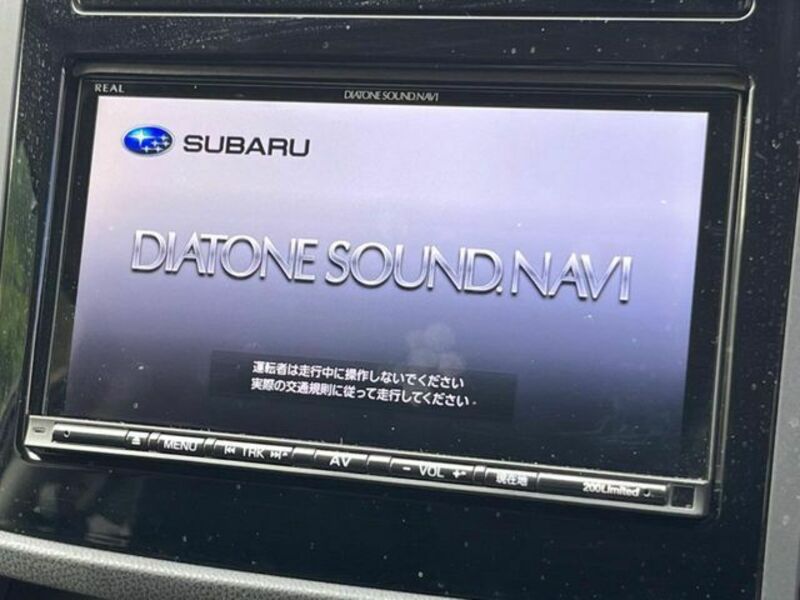 REAL
DIATONE SOUND.NAVI
SUBARU
DIATONE SOUND.NAVI
運転者は走行中に操作しないでください
実際の交通規則に従って走行してください。
MENU TRK AV - VOL + 現在地 200Limited